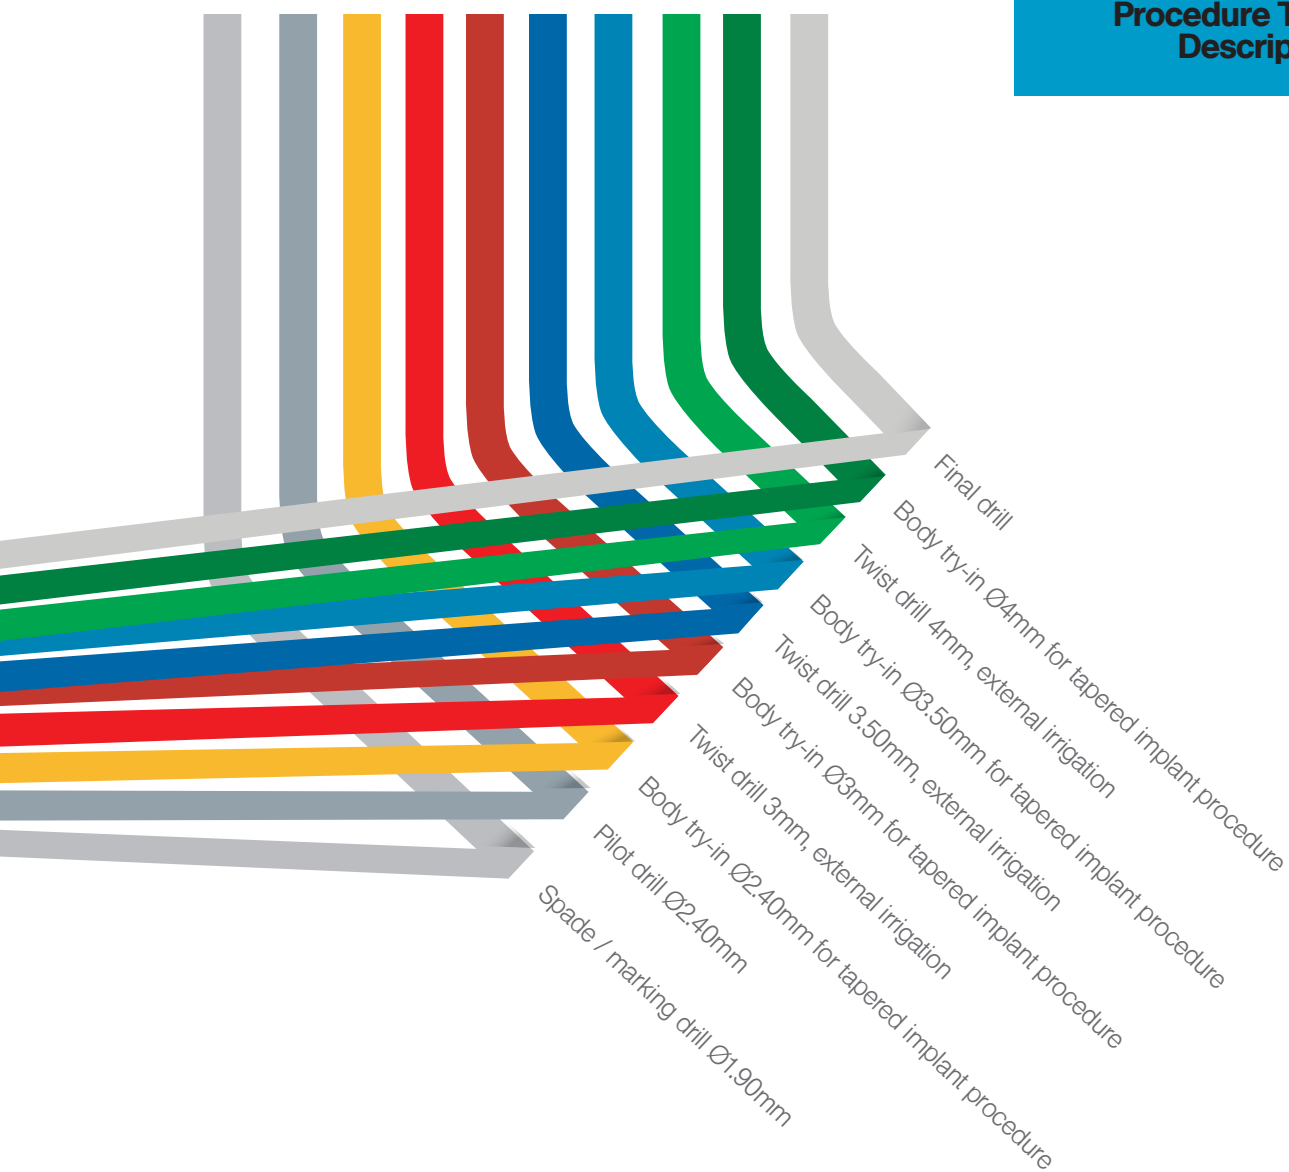 Procedure
Final drill
Body try-in Ø4mm for tapered implant procedure
Twist drill 4mm, external irrigation
Body try-in Ø3.50mm for tapered implant procedure
Twist drill 3.50mm, external irrigation
Body try-in Ø3mm for tapered implant procedure
Twist drill 3mm, external irrigation
Body try-in Ø2.40mm for tapered implant procedure
Pilot drill Ø2.40mm
Spade / marking drill Ø1.90mm